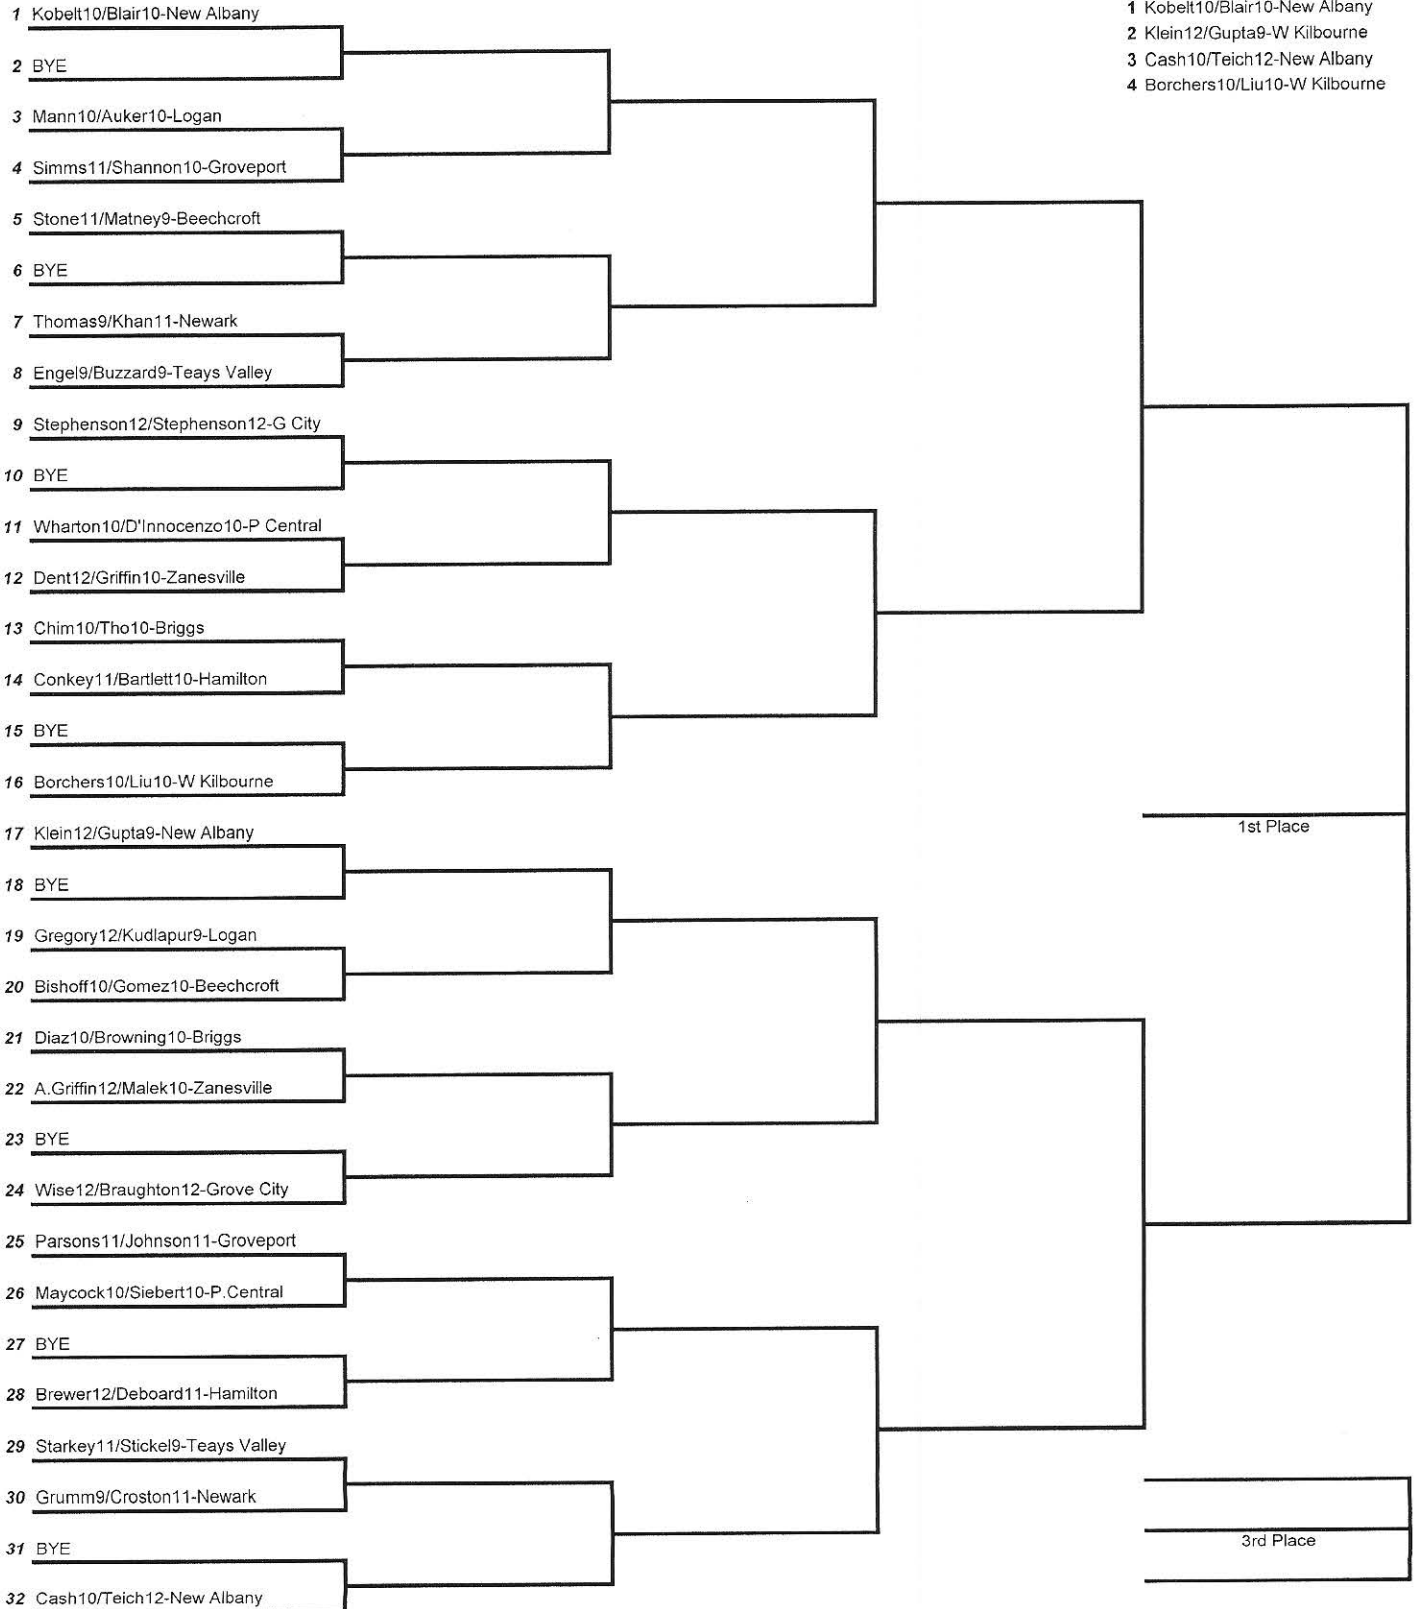 1 Kobelt10/Blair10-New Albany
2 BYE
3 Mann10/Auker10-Logan
4 Simms11/Shannon10-Groveport
5 Stone11/Matney9-Beechcroft
6 BYE
7 Thomas9/Khan11-Newark
8 Engel9/Buzzard9-Teays Valley
9 Stephenson12/Stephenson12-G City
10 BYE
11 Wharton10/D'Innocenzo10-P Central
12 Dent12/Griffin10-Zanesville
13 Chim10/Tho10-Briggs
14 Conkey11/Bartlett10-Hamilton
15 BYE
16 Borchers10/Liu10-W Kilbourne
17 Klein12/Gupta9-New Albany
18 BYE
19 Gregory12/Kudlapur9-Logan
20 Bishoff10/Gomez10-Beechcroft
21 Diaz10/Browning10-Briggs
22 A.Griffin12/Malek10-Zanesville
23 BYE
24 Wise12/Braughton12-Grove City
25 Parsons11/Johnson11-Groveport
26 Maycock10/Siebert10-P.Central
27 BYE
28 Brewer12/Deboard11-Hamilton
29 Starkey11/Stickel9-Teays Valley
30 Grumm9/Croston11-Newark
31 BYE
32 Cash10/Teich12-New Albany
1 Kobelt10/Blair10-New Albany
2 Klein12/Gupta9-W Kilbourne
3 Cash10/Teich12-New Albany
4 Borchers10/Liu10-W Kilbourne
1st Place
3rd Place